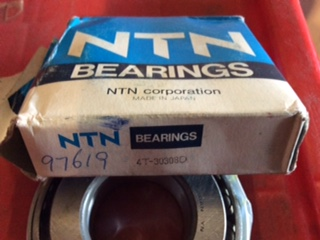 NTN
BEARINGS
NTN corporation
MADE IN JAPAN
NTN BEARINGS
97619